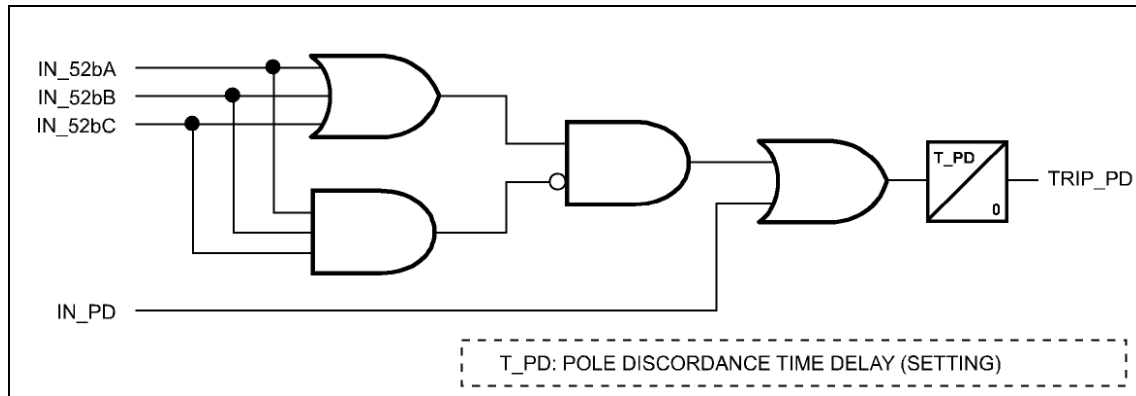 IN_52bA
IN_52bB
IN_52bC
T_PD
0
TRIP_PD
IN_PD
T_PD: POLE DISCORDANCE TIME DELAY (SETTING)